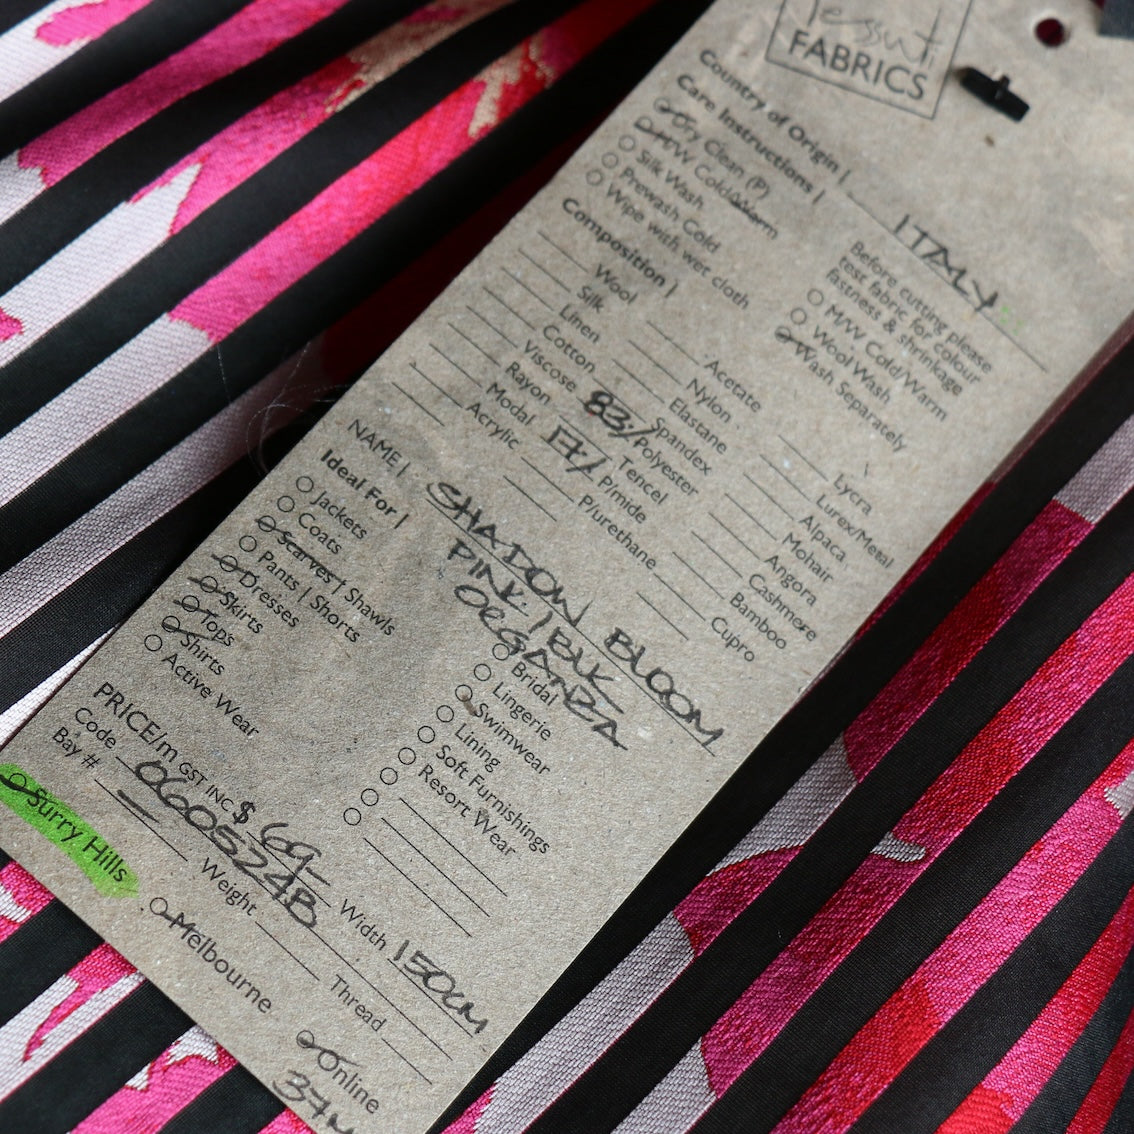 Tessuti
FABRICS
Country of Origin | ITALY
Care Instructions |
Dry Clean (P)
M/W Cold/Warm
Silk Wash
Prewash Cold
Wipe with wet cloth
Before cutting please
test fabric for colour
fastness & shrinkage
M/W Cold/Warm
Wool Wash
Wash Separately
Composition |
Wool
Silk
Linen
Cotton
Viscose
Rayon
Modal
Acrylic
Acetate
Nylon
Elastane
Spandex
83% Polyester
Tencel
17% P/mide
P/urethane
Lycra
Lurex/Metal
Alpaca
Mohair
Angora
Cashmere
Bamboo
Cupro
NAME | SHADOW BLOOM
PINK/BLK
ORGANZA
Ideal For |
Jackets
Coats
Scarves | Shawls
Pants | Shorts
Dresses
Skirts
Tops
Shirts
Active Wear
Bridal
Lingerie
Swimwear
Lining
Soft Furnishings
Resort Wear
PRICE/m GST INC $ 69-
Code 0605224B Width 150cm
Bay # Weight Thread
Surry Hills Melbourne Online
37m